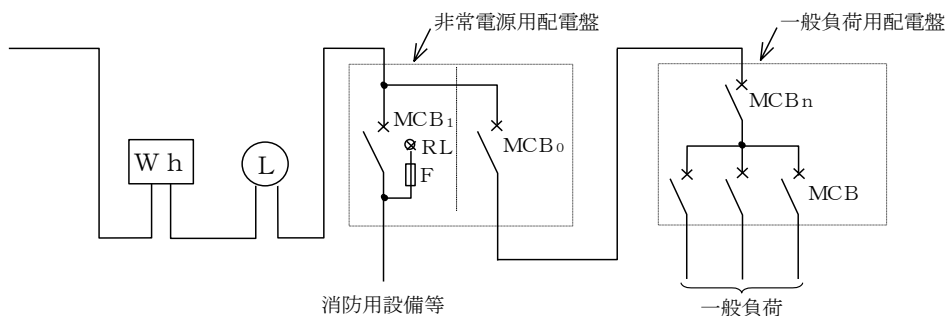 非常電源用配電盤
一般負荷用配電盤
Wh
L
MCB₁
RL
F
MCB₀
MCBn
MCB
消防用設備等
一般負荷